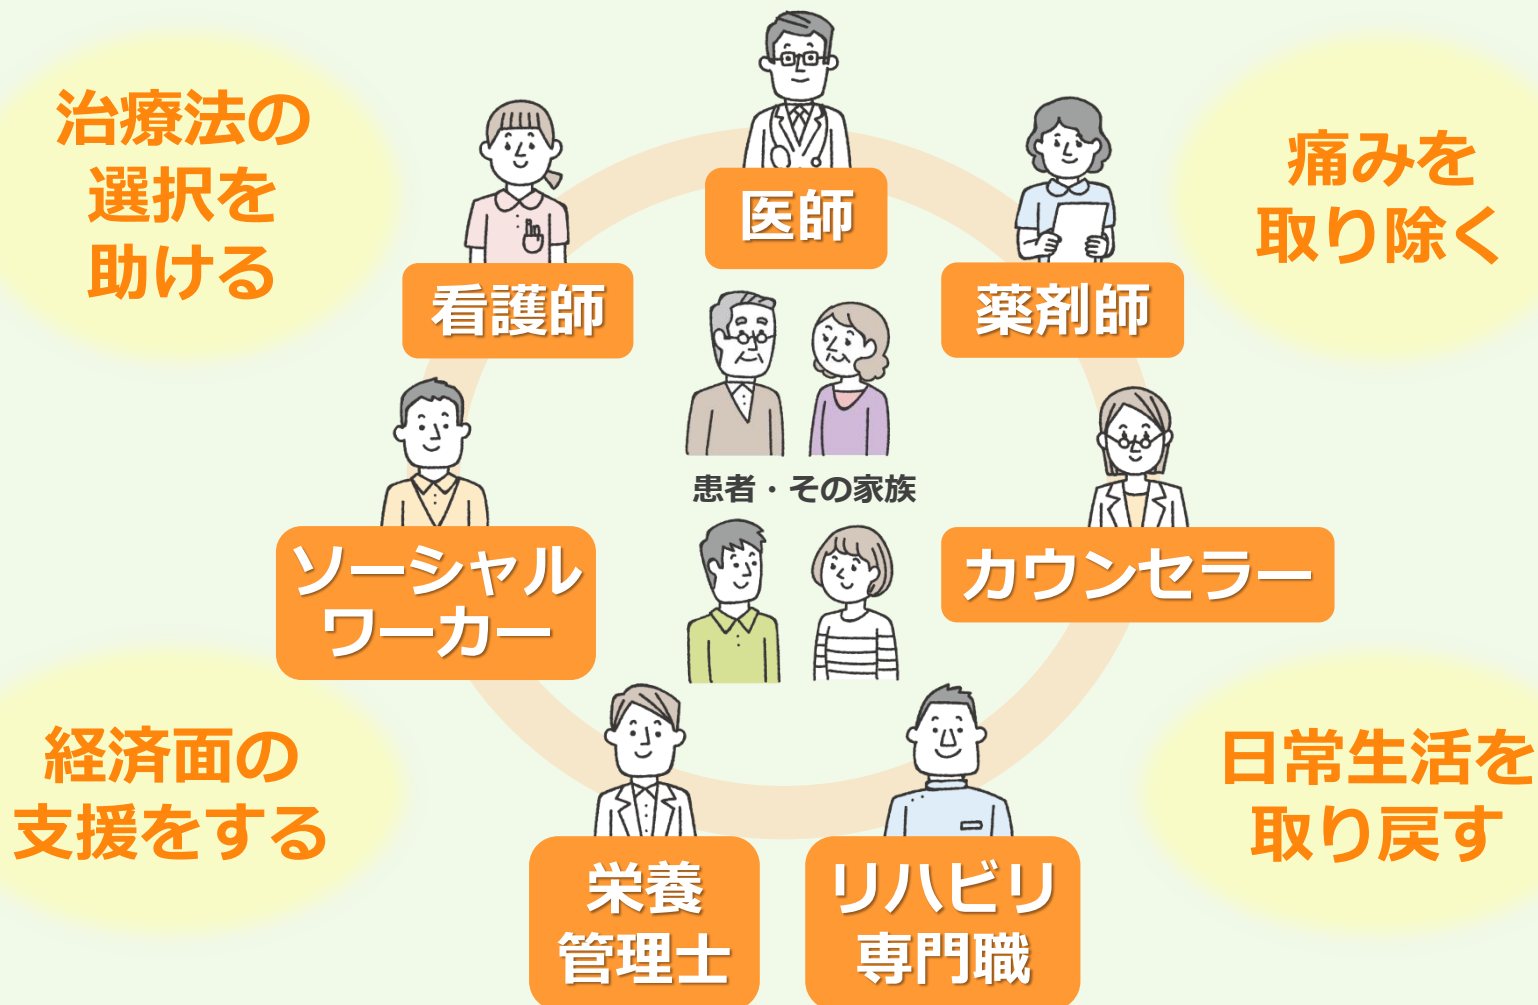 治療法の
選択を
助ける
痛みを
取り除く
医師
看護師
薬剤師
患者・その家族
ソーシャル
ワーカー
カウンセラー
経済面の
支援をする
日常生活を
取り戻す
栄養
管理士
リハビリ
専門職